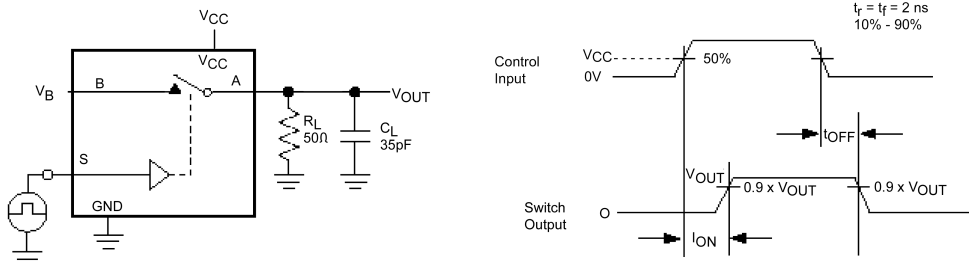 VCC
VCC
VB
B
A
VOUT
RL
50Ω
CL
35pF
S
GND
tr = tf = 2 ns
10% - 90%
Control
Input
VCC
0V
50%
tOFF
VOUT
0.9 x VOUT
0.9 x VOUT
Switch
Output
O
ION